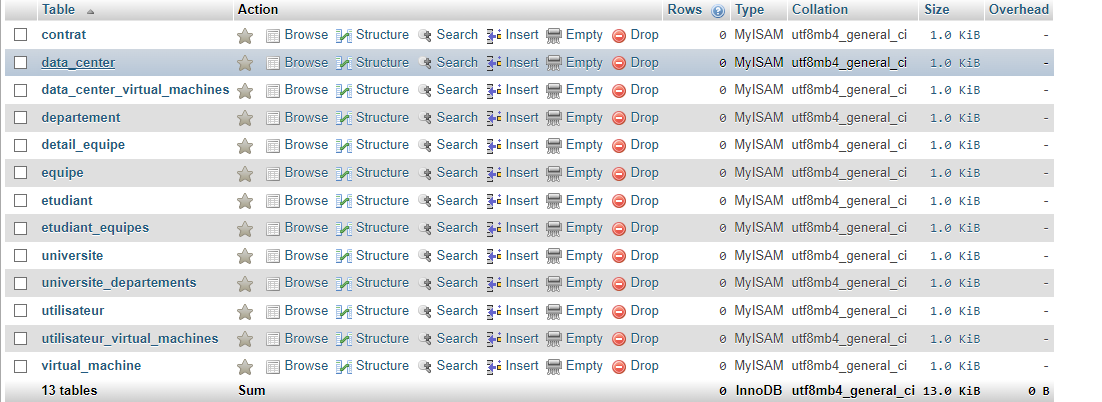 Table Action Rows Type Collation Size Overhead
contrat Browse Structure Search Insert Empty Drop 0 MyISAM utf8mb4_general_ci 1.0 KiB -
data_center Browse Structure Search Insert Empty Drop 0 MyISAM utf8mb4_general_ci 1.0 KiB -
data_center_virtual_machines Browse Structure Search Insert Empty Drop 0 MyISAM utf8mb4_general_ci 1.0 KiB -
departement Browse Structure Search Insert Empty Drop 0 MyISAM utf8mb4_general_ci 1.0 KiB -
detail_equipe Browse Structure Search Insert Empty Drop 0 MyISAM utf8mb4_general_ci 1.0 KiB -
equipe Browse Structure Search Insert Empty Drop 0 MyISAM utf8mb4_general_ci 1.0 KiB -
etudiant Browse Structure Search Insert Empty Drop 0 MyISAM utf8mb4_general_ci 1.0 KiB -
etudiant_equipes Browse Structure Search Insert Empty Drop 0 MyISAM utf8mb4_general_ci 1.0 KiB -
universite Browse Structure Search Insert Empty Drop 0 MyISAM utf8mb4_general_ci 1.0 KiB -
universite_departements Browse Structure Search Insert Empty Drop 0 MyISAM utf8mb4_general_ci 1.0 KiB -
utilisateur Browse Structure Search Insert Empty Drop 0 MyISAM utf8mb4_general_ci 1.0 KiB -
utilisateur_virtual_machines Browse Structure Search Insert Empty Drop 0 MyISAM utf8mb4_general_ci 1.0 KiB -
virtual_machine Browse Structure Search Insert Empty Drop 0 MyISAM utf8mb4_general_ci 1.0 KiB -
13 tables Sum 0 InnoDB utf8mb4_general_ci 13.0 KiB 0 B